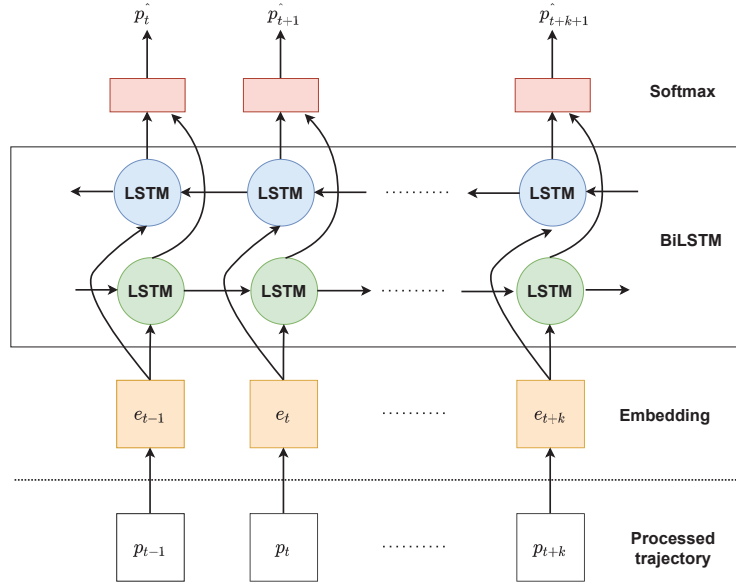 p̂_t p̂_{t+1} p̂_{t+k+1}
Softmax
LSTM LSTM LSTM
BiLSTM
LSTM LSTM LSTM
e_{t−1} e_t e_{t+k} Embedding
p_{t−1} p_t p_{t+k} Processed
trajectory